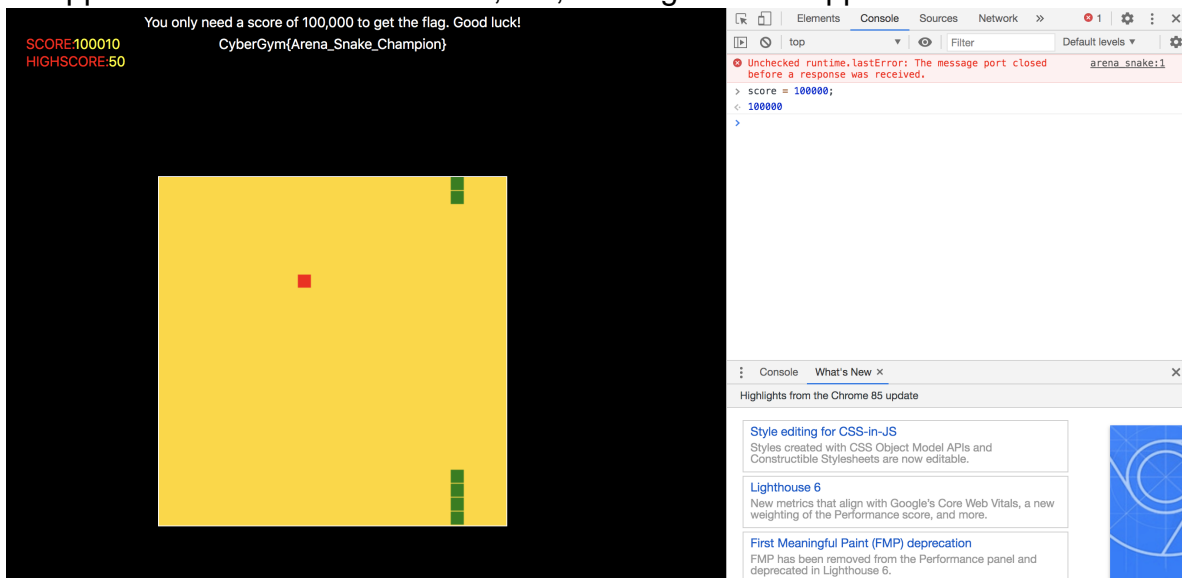 You only need a score of 100,000 to get the flag. Good luck!
SCORE:100010
CyberGym{Arena_Snake_Champion}
HIGHSCORE:50
Elements Console Sources Network » 1
top Filter Default levels ▼
Unchecked runtime.lastError: The message port closed before a response was received. arena_snake:1
> score = 100000;
100000
>
Console What's New ×
Highlights from the Chrome 85 update
Style editing for CSS-in-JS
Styles created with CSS Object Model APIs and
Constructible Stylesheets are now editable.
Lighthouse 6
New metrics that align with Google's Core Web Vitals, a new
weighting of the Performance score, and more.
First Meaningful Paint (FMP) deprecation
FMP has been removed from the Performance panel and
deprecated in Lighthouse 6.